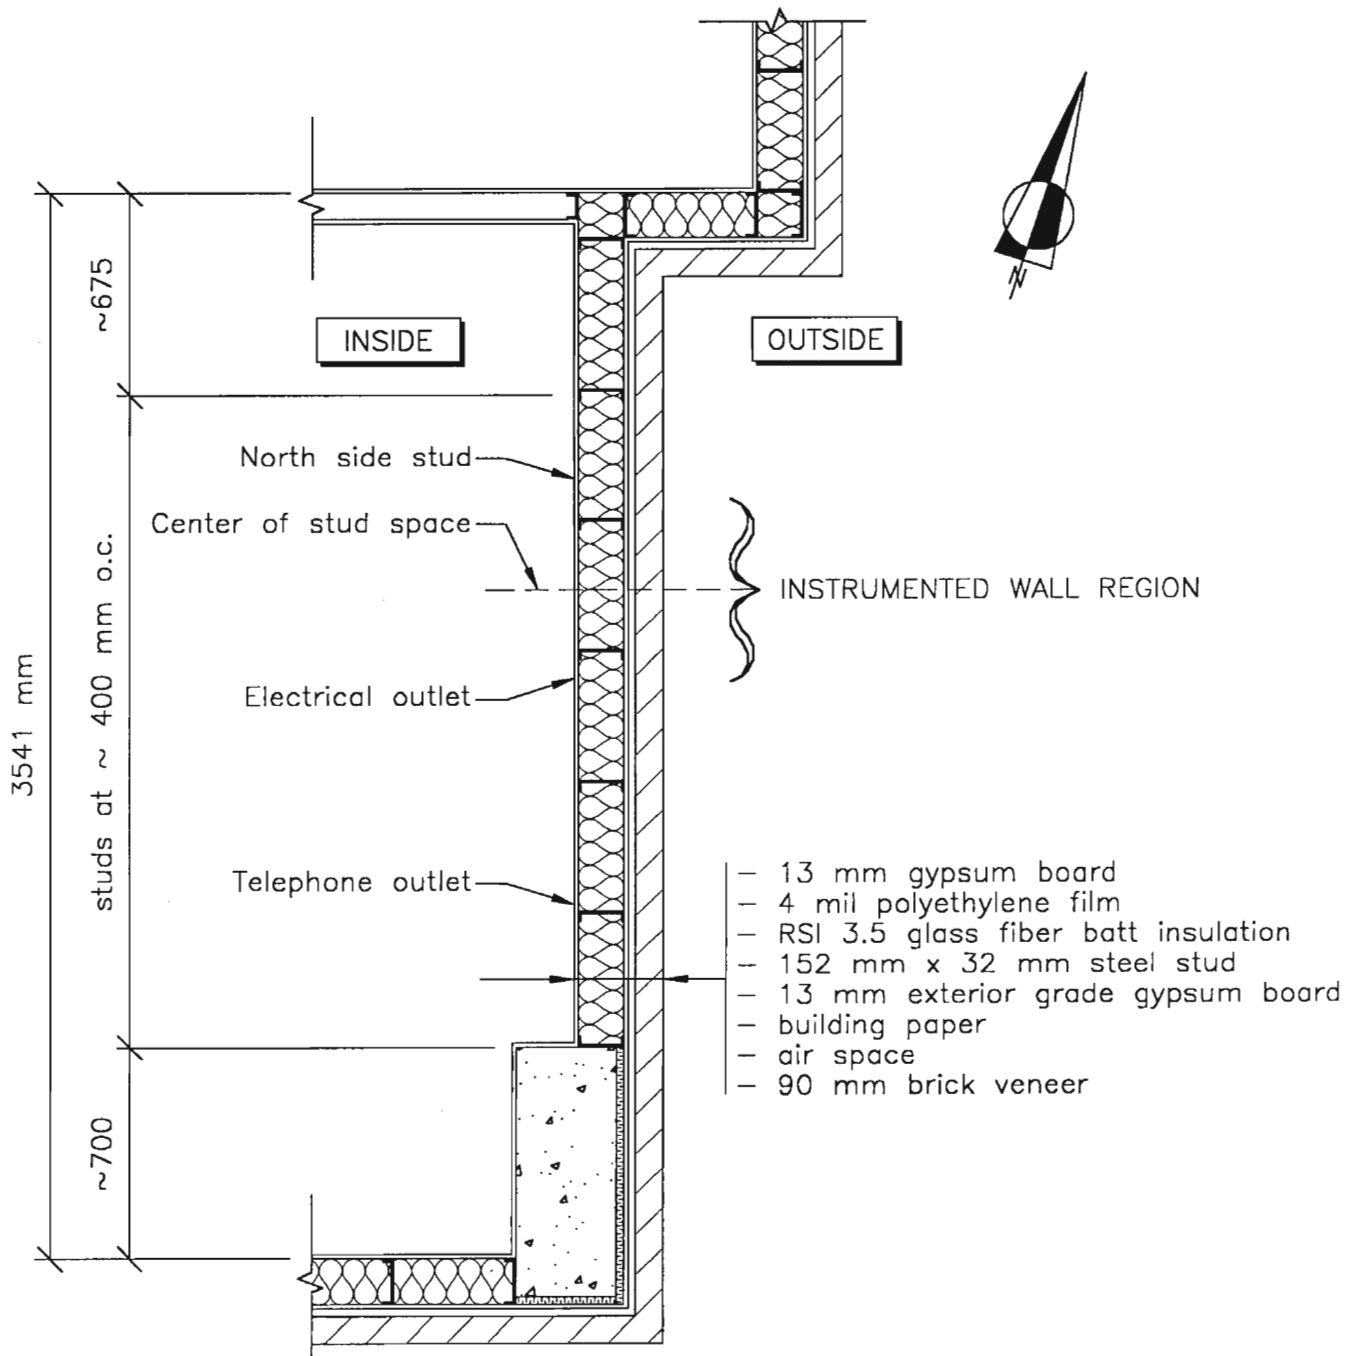 N
~675
INSIDE
OUTSIDE
North side stud
Center of stud space
INSTRUMENTED WALL REGION
studs at ~ 400 mm o.c.
3541 mm
Electrical outlet
Telephone outlet
- 13 mm gypsum board
- 4 mil polyethylene film
- RSI 3.5 glass fiber batt insulation
- 152 mm x 32 mm steel stud
- 13 mm exterior grade gypsum board
- building paper
- air space
- 90 mm brick veneer
~700